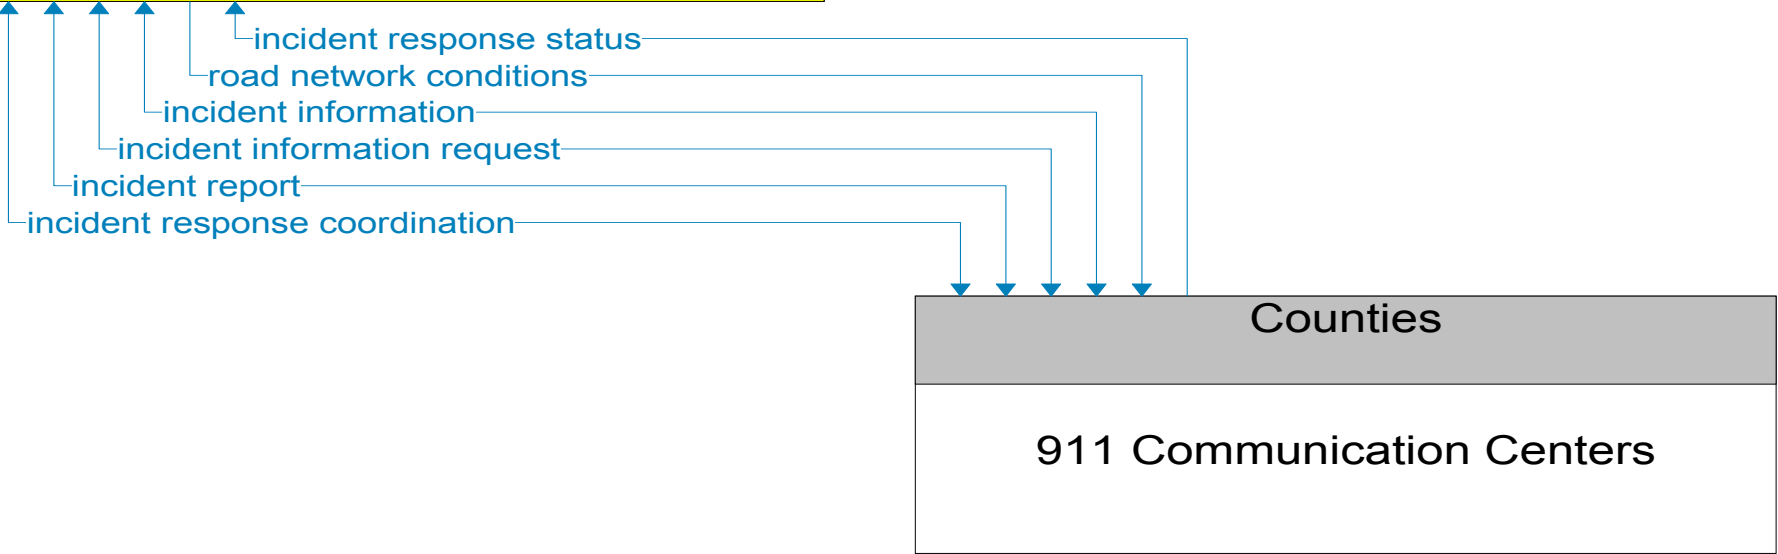 incident response status
road network conditions
incident information
incident information request
incident report
incident response coordination
Counties
911 Communication Centers